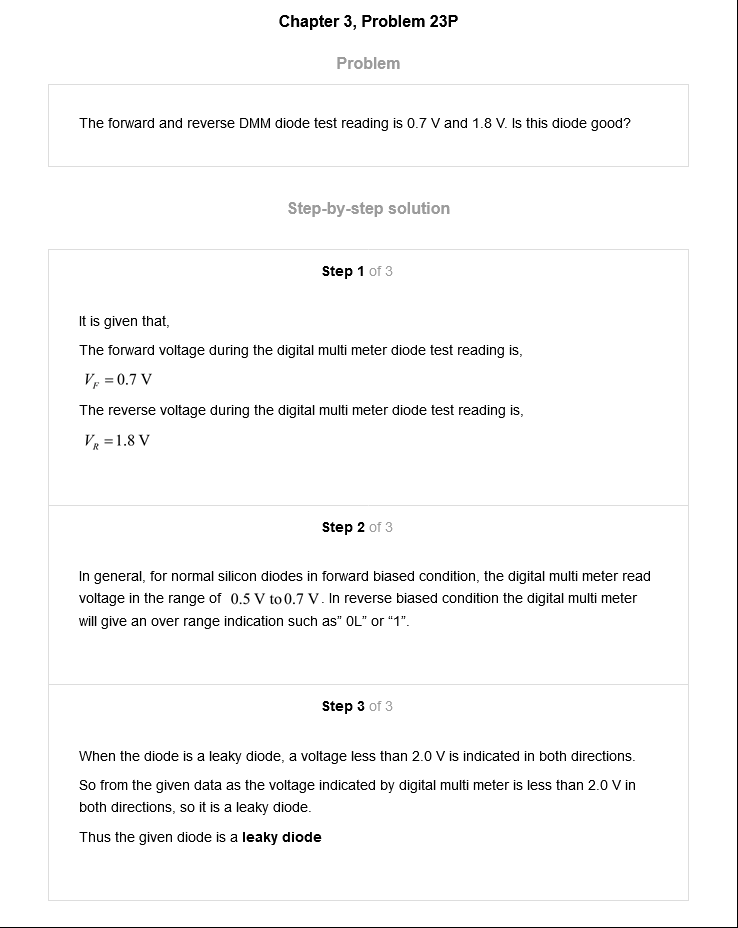 Chapter 3, Problem 23P
Problem
The forward and reverse DMM diode test reading is 0.7 V and 1.8 V. Is this diode good?
Step-by-step solution
Step 1 of 3
It is given that,
The forward voltage during the digital multi meter diode test reading is,
V_F = 0.7 V
The reverse voltage during the digital multi meter diode test reading is,
V_R = 1.8 V
Step 2 of 3
In general, for normal silicon diodes in forward biased condition, the digital multi meter read
voltage in the range of 0.5 V to 0.7 V. In reverse biased condition the digital multi meter
will give an over range indication such as” 0L” or “1”.
Step 3 of 3
When the diode is a leaky diode, a voltage less than 2.0 V is indicated in both directions.
So from the given data as the voltage indicated by digital multi meter is less than 2.0 V in
both directions, so it is a leaky diode.
Thus the given diode is a leaky diode